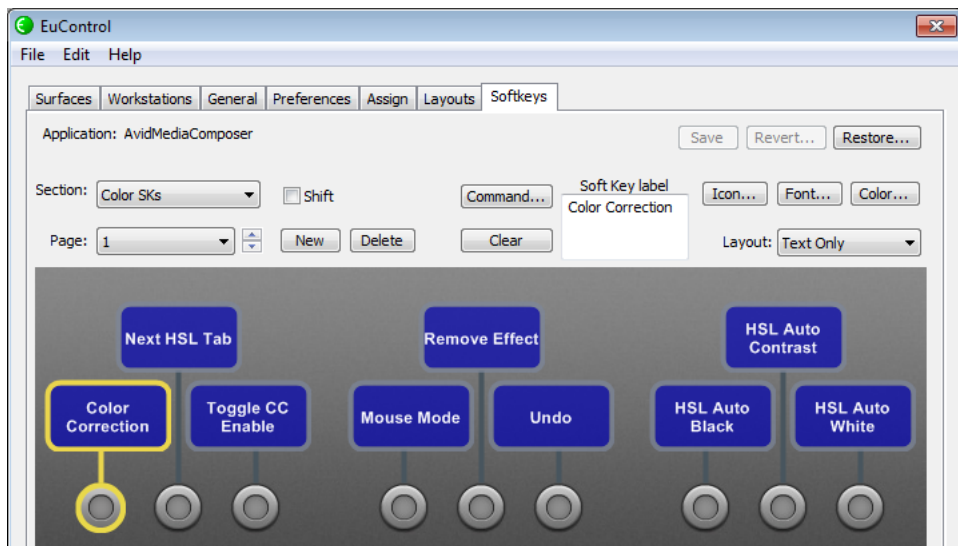 EuControl
File Edit Help
Surfaces Workstations General Preferences Assign Layouts Softkeys
Application: AvidMediaComposer
Save Revert... Restore...
Section: Color SKs Shift Command... Soft Key label Icon... Font... Color...
Color Correction
Page: 1 New Delete Clear Layout: Text Only
Next HSL Tab Remove Effect HSL Auto
Contrast
Color
Correction
Toggle CC
Enable
Mouse Mode Undo
HSL Auto
Black
HSL Auto
White